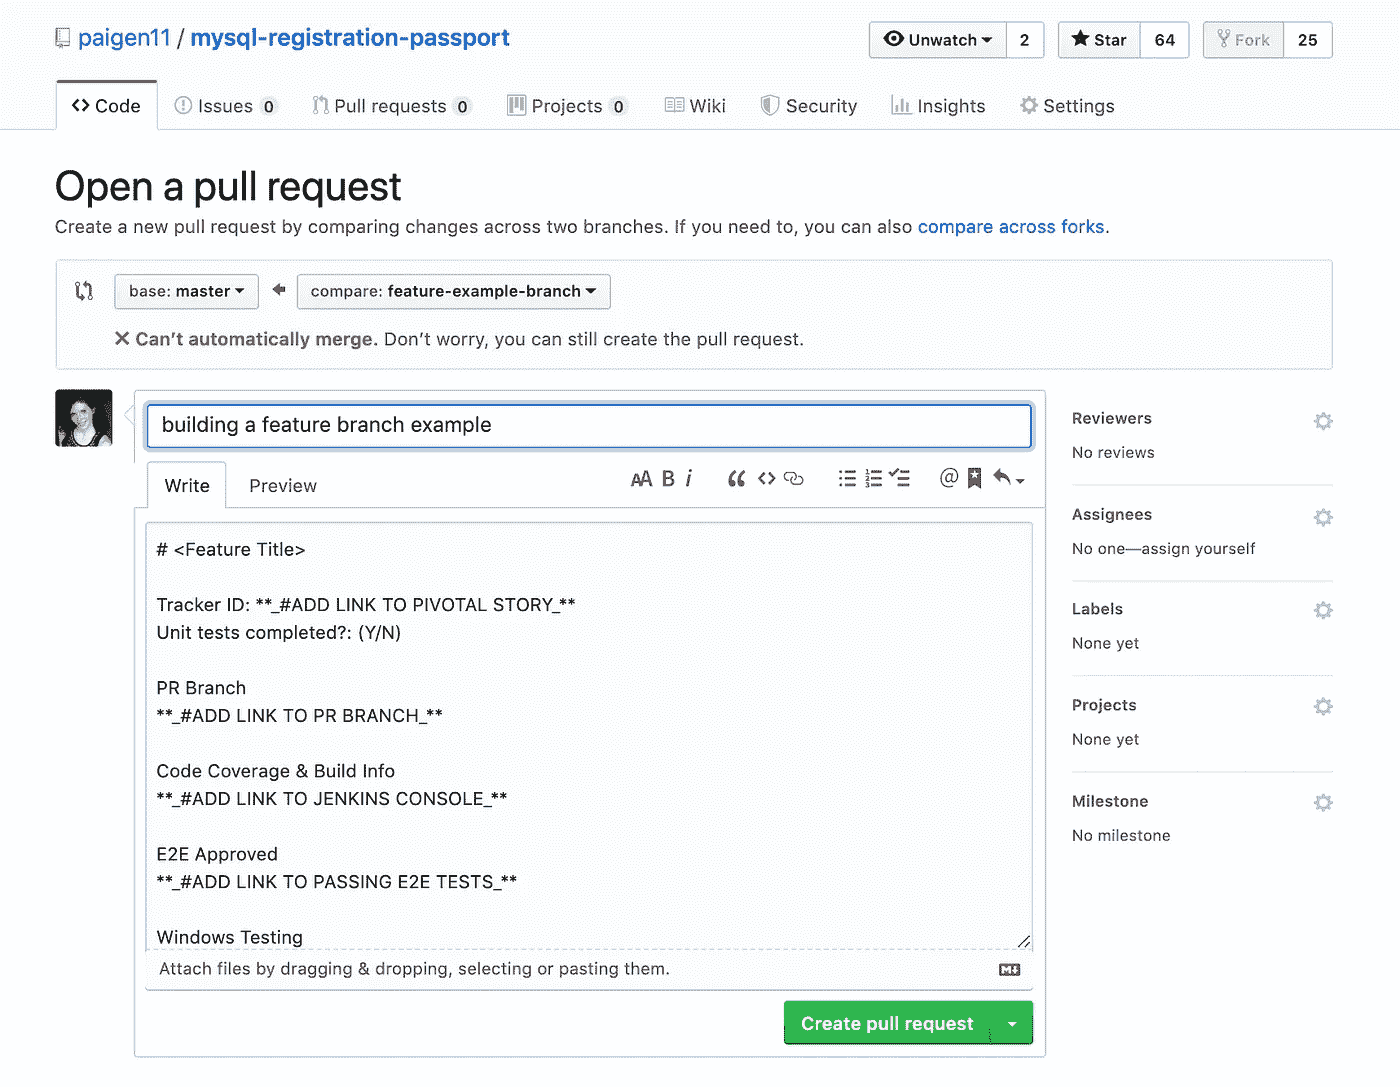 paigen11 / mysql-registration-passport
Unwatch 2 Star 64 Fork 25
Code Issues 0 Pull requests 0 Projects 0 Wiki Security Insights Settings
Open a pull request
Create a new pull request by comparing changes across two branches. If you need to, you can also compare across forks.
base: master compare: feature-example-branch
Can’t automatically merge. Don’t worry, you can still create the pull request.
building a feature branch example
Write Preview
# <Feature Title>
Tracker ID: **_#ADD LINK TO PIVOTAL STORY_**
Unit tests completed?: (Y/N)
PR Branch
**_#ADD LINK TO PR BRANCH_**
Code Coverage & Build Info
**_#ADD LINK TO JENKINS CONSOLE_**
E2E Approved
**_#ADD LINK TO PASSING E2E TESTS_**
Windows Testing
Attach files by dragging & dropping, selecting or pasting them.
Create pull request
Reviewers
No reviews
Assignees
No one—assign yourself
Labels
None yet
Projects
None yet
Milestone
No milestone